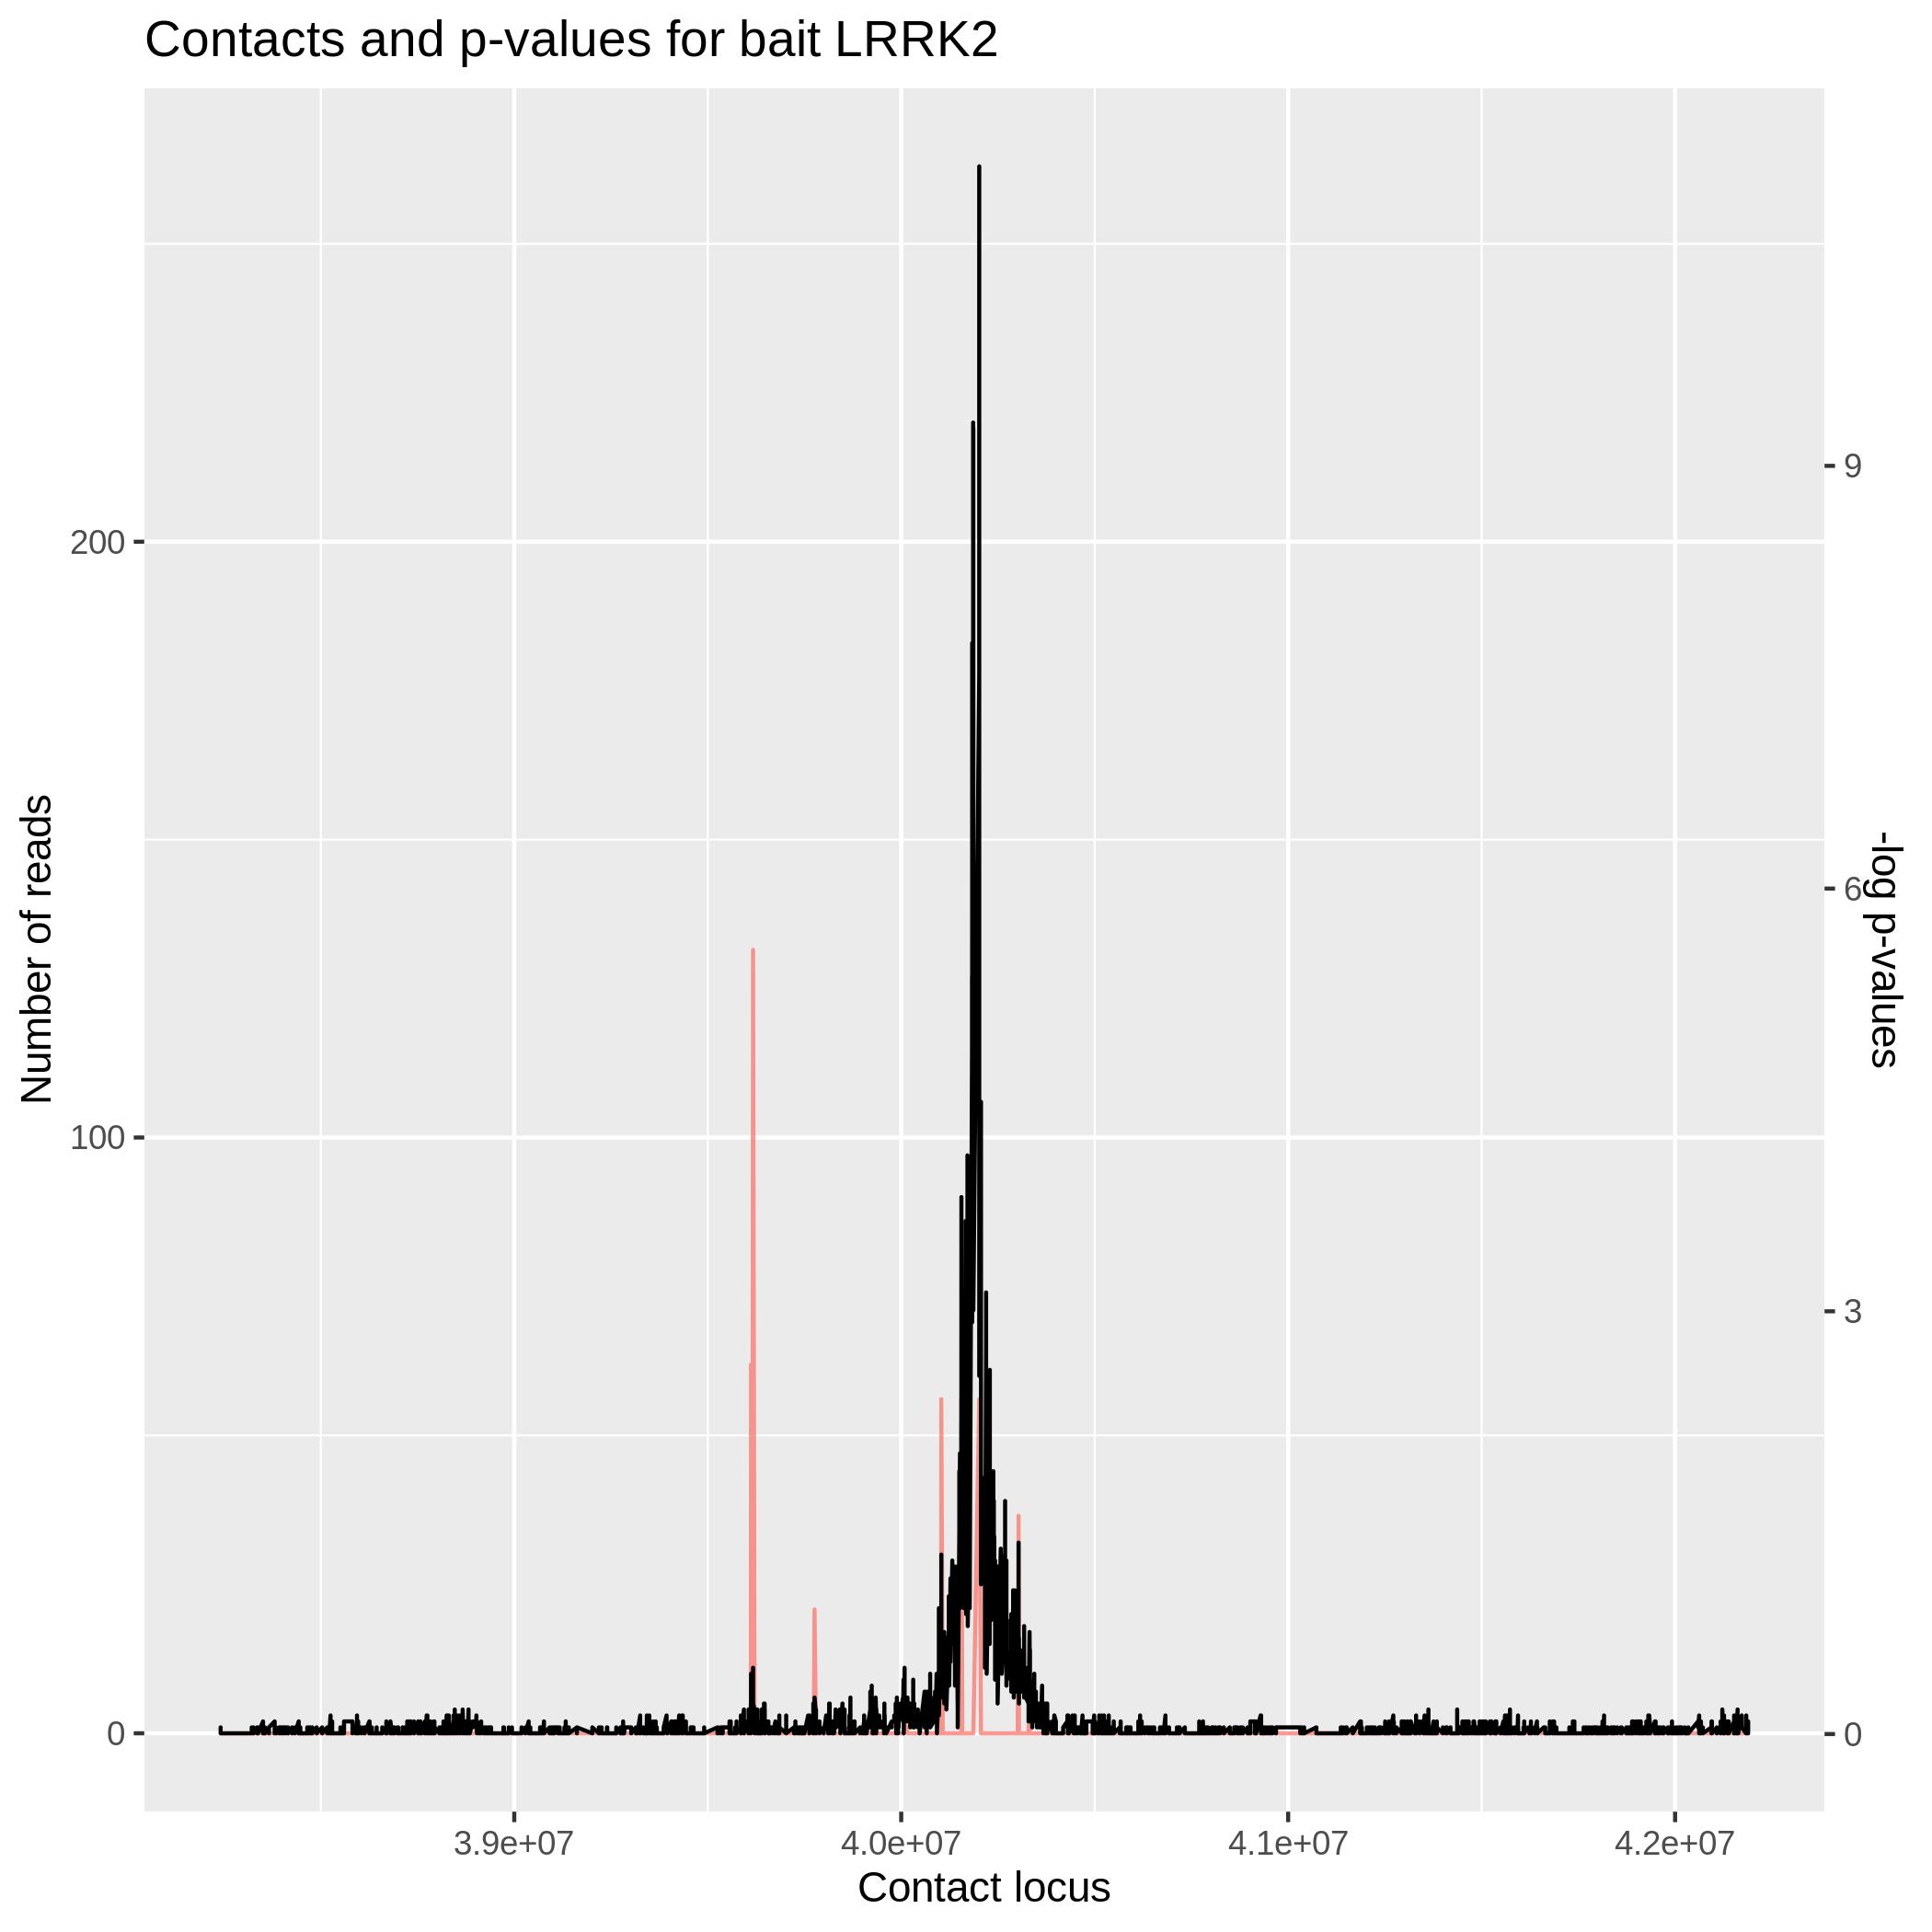 Contacts and p-values for bait LRRK2
Number of reads
200
100
0
9
6
3
0
-log p-values
3.9e+07 4.0e+07 4.1e+07 4.2e+07
Contact locus